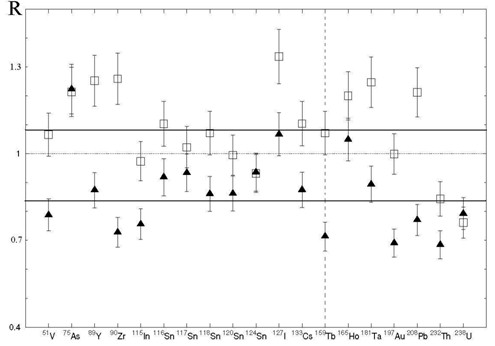 R
1.3
1
0.7
0.4
⁵¹V ⁷⁵As ⁸⁹Y ⁹⁰Zr ¹¹⁵In ¹¹⁶Sn ¹¹⁷Sn ¹¹⁸Sn ¹²⁰Sn ¹²⁴Sn ¹²⁷I ¹³³Cs ¹⁵⁹Tb ¹⁶⁵Ho ¹⁸¹Ta ¹⁹⁷Au ²⁰⁸Pb ²³²Th ²³⁸U